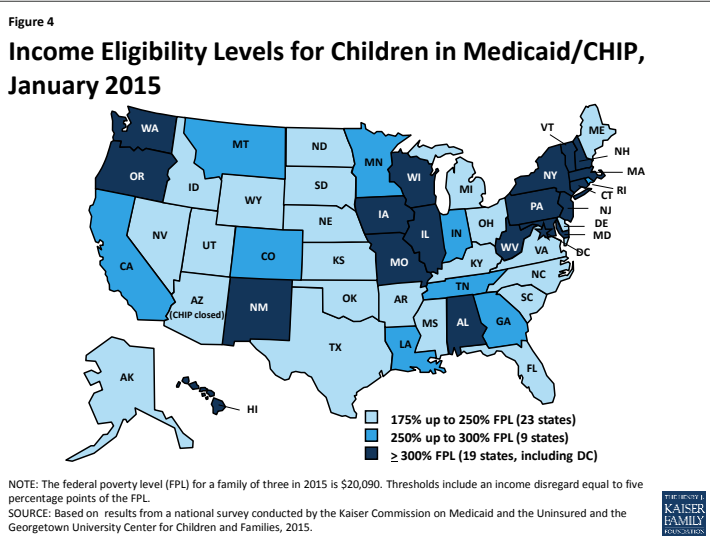 Figure 4
Income Eligibility Levels for Children in Medicaid/CHIP,
January 2015
WA
MT
ND
MN
VT
ME
NH
OR
ID
SD
WI
MI
NY
MA
WY
RI
CT
IA
PA
NJ
NE
OH
DE
NV
IL
IN
MD
UT
WV
VA
DC
CO
KS
MO
KY
CA
NC
TN
AZ
(CHIP closed)
NM
OK
AR
SC
MS
AL
GA
LA
TX
FL
AK
HI
175% up to 250% FPL (23 states)
250% up to 300% FPL (9 states)
≥ 300% FPL (19 states, including DC)
NOTE: The federal poverty level (FPL) for a family of three in 2015 is $20,090. Thresholds include an income disregard equal to five
percentage points of the FPL.
SOURCE: Based on results from a national survey conducted by the Kaiser Commission on Medicaid and the Uninsured and the
Georgetown University Center for Children and Families, 2015.
THE HENRY J.
KAISER
FAMILY
FOUNDATION